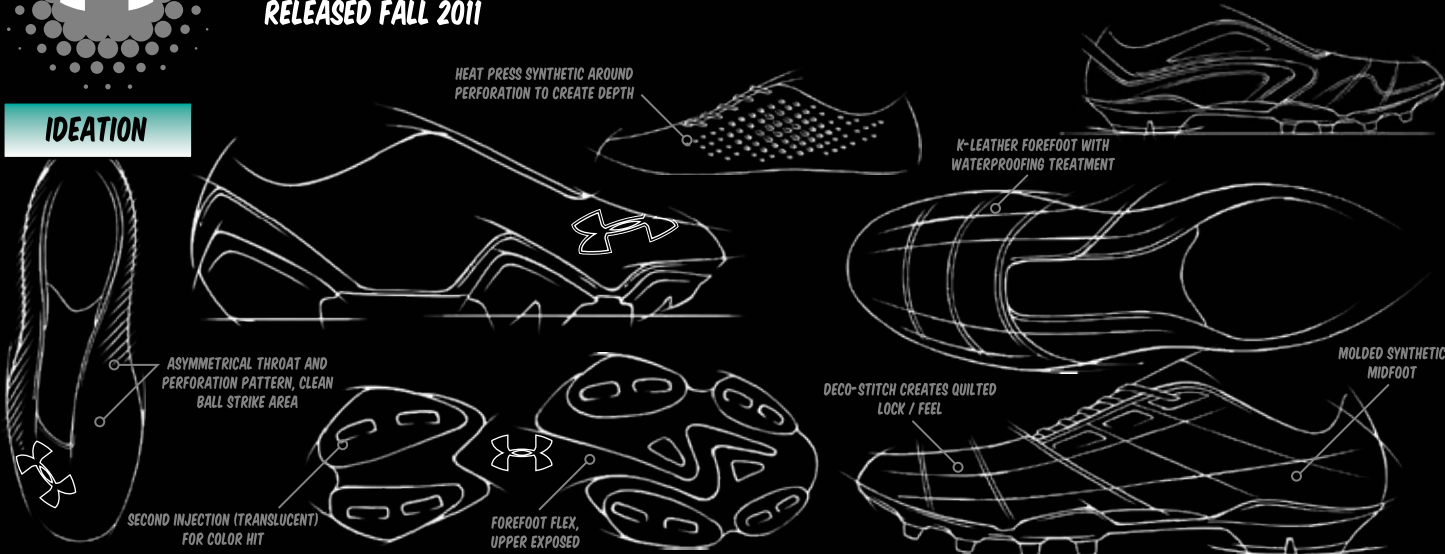 RELEASED FALL 2011
IDEATION
HEAT PRESS SYNTHETIC AROUND
PERFORATION TO CREATE DEPTH
K-LEATHER FOREFOOT WITH
WATERPROOFING TREATMENT
ASYMMETRICAL THROAT AND
PERFORATION PATTERN, CLEAN
BALL STRIKE AREA
DECO-STITCH CREATES QUILTED
LOCK / FEEL
MOLDED SYNTHETIC
MIDFOOT
SECOND INJECTION (TRANSLUCENT)
FOR COLOR HIT
FOREFOOT FLEX,
UPPER EXPOSED